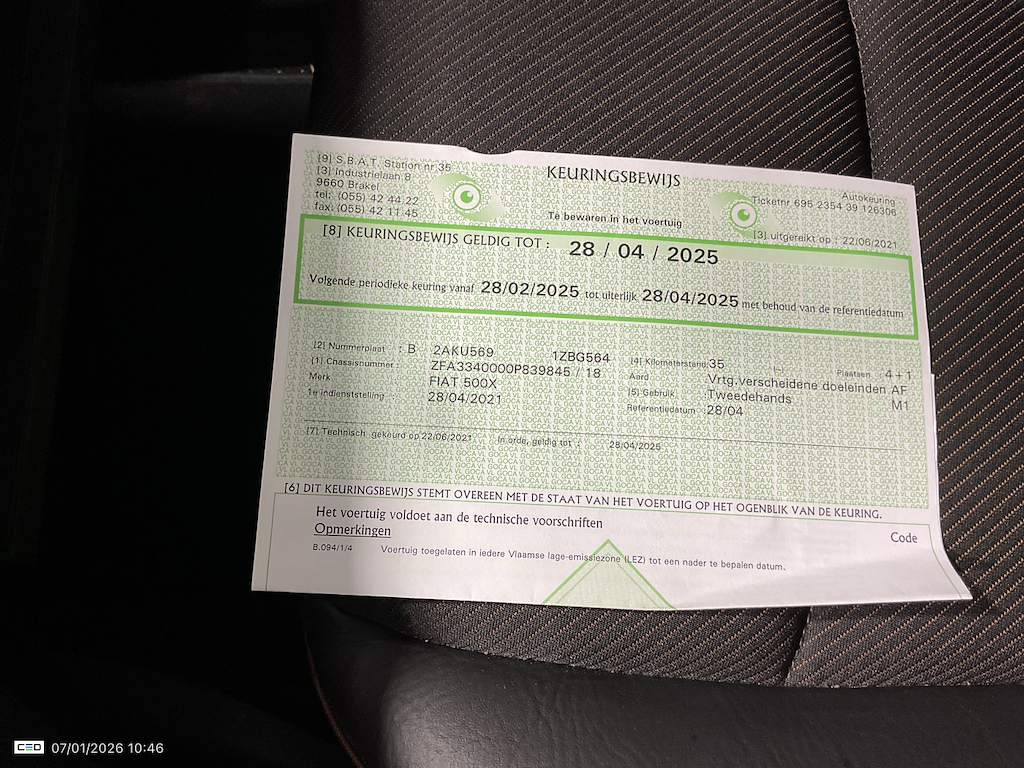 [9] S.B.A.T. Station nr 35
[3] Industrielaan 8
9660 Brakel
tel: (055) 42 44 22
fax: (055) 42 11 45
KEURINGSBEWIJS
Te bewaren in het voertuig
Autokeuring
Ticketnr 695 2354 39 126306
[3] uitgereikt op : 22/06/2021
[8] KEURINGSBEWIJS GELDIG TOT : 28 / 04 / 2025
Volgende periodieke keuring vanaf 28/02/2025 tot uiterlijk 28/04/2025 met behoud van de referentiedatum
[2] Nummerplaat : B 2AKU569 1ZBG564
[1] Chassisnummer : ZFA3340000P839845 / 18
Merk : FIAT 500X
1e indienststelling : 28/04/2021
[4] Kilometerstand: 35 (--) Plaatsen 4+1
Aard : Vrtg.verscheidene doeleinden AF
[5] Gebruik : Tweedehands M1
Referentiedatum : 28/04
[7] Technisch gekeurd op 22/06/2021 In orde, geldig tot : 28/04/2025
[6] DIT KEURINGSBEWIJS STEMT OVEREEN MET DE STAAT VAN HET VOERTUIG OP HET OGENBLIK VAN DE KEURING.
Het voertuig voldoet aan de technische voorschriften
Opmerkingen Code
B.094/1/4 Voertuig toegelaten in iedere Vlaamse lage-emissiezone (LEZ) tot een nader te bepalen datum.
CED 07/01/2026 10:46